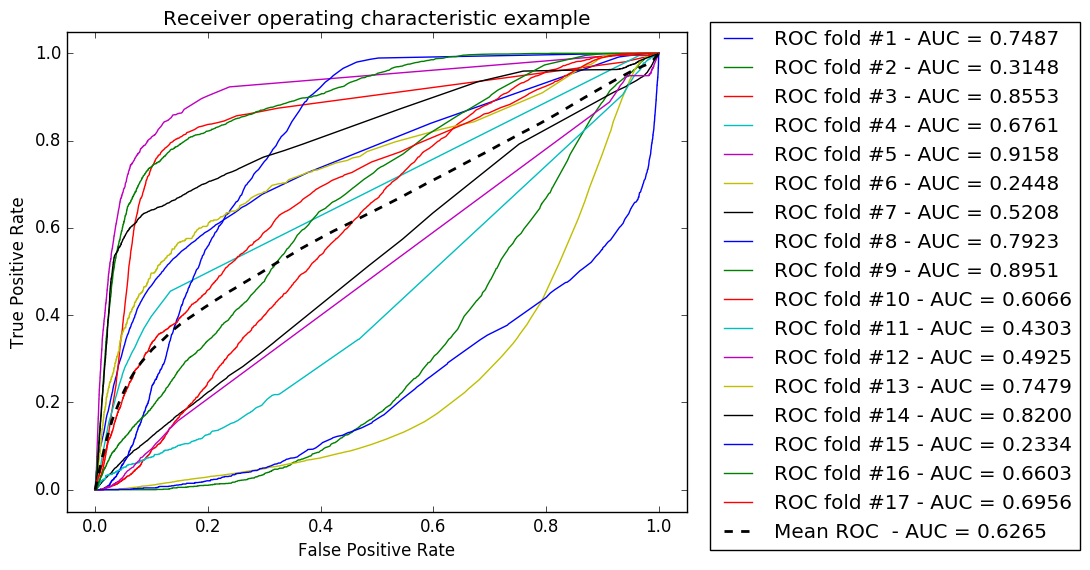 Receiver operating characteristic example
True Positive Rate
1.0
0.8
0.6
0.4
0.2
0.0
0.0 0.2 0.4 0.6 0.8 1.0
False Positive Rate
ROC fold #1 - AUC = 0.7487
ROC fold #2 - AUC = 0.3148
ROC fold #3 - AUC = 0.8553
ROC fold #4 - AUC = 0.6761
ROC fold #5 - AUC = 0.9158
ROC fold #6 - AUC = 0.2448
ROC fold #7 - AUC = 0.5208
ROC fold #8 - AUC = 0.7923
ROC fold #9 - AUC = 0.8951
ROC fold #10 - AUC = 0.6066
ROC fold #11 - AUC = 0.4303
ROC fold #12 - AUC = 0.4925
ROC fold #13 - AUC = 0.7479
ROC fold #14 - AUC = 0.8200
ROC fold #15 - AUC = 0.2334
ROC fold #16 - AUC = 0.6603
ROC fold #17 - AUC = 0.6956
Mean ROC  - AUC = 0.6265